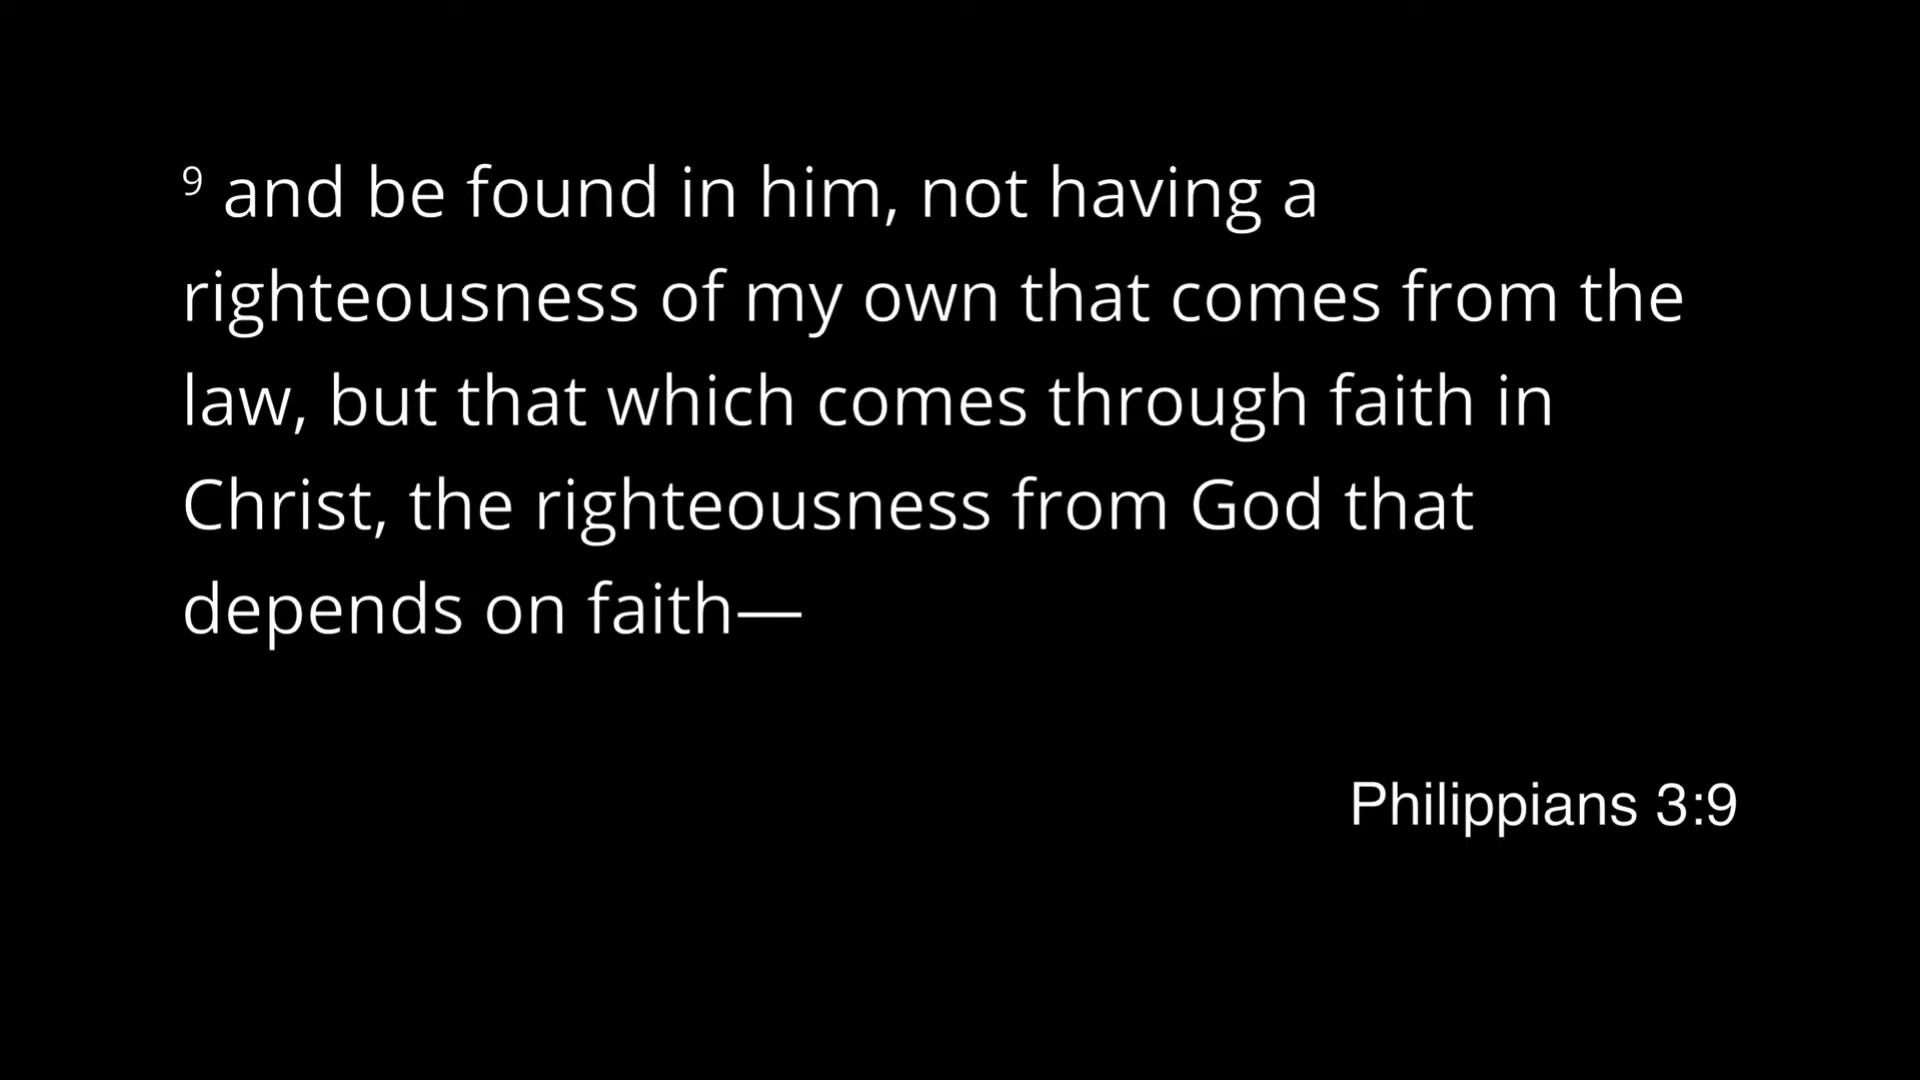 ⁹ and be found in him, not having a
righteousness of my own that comes from the
law, but that which comes through faith in
Christ, the righteousness from God that
depends on faith—
Philippians 3:9